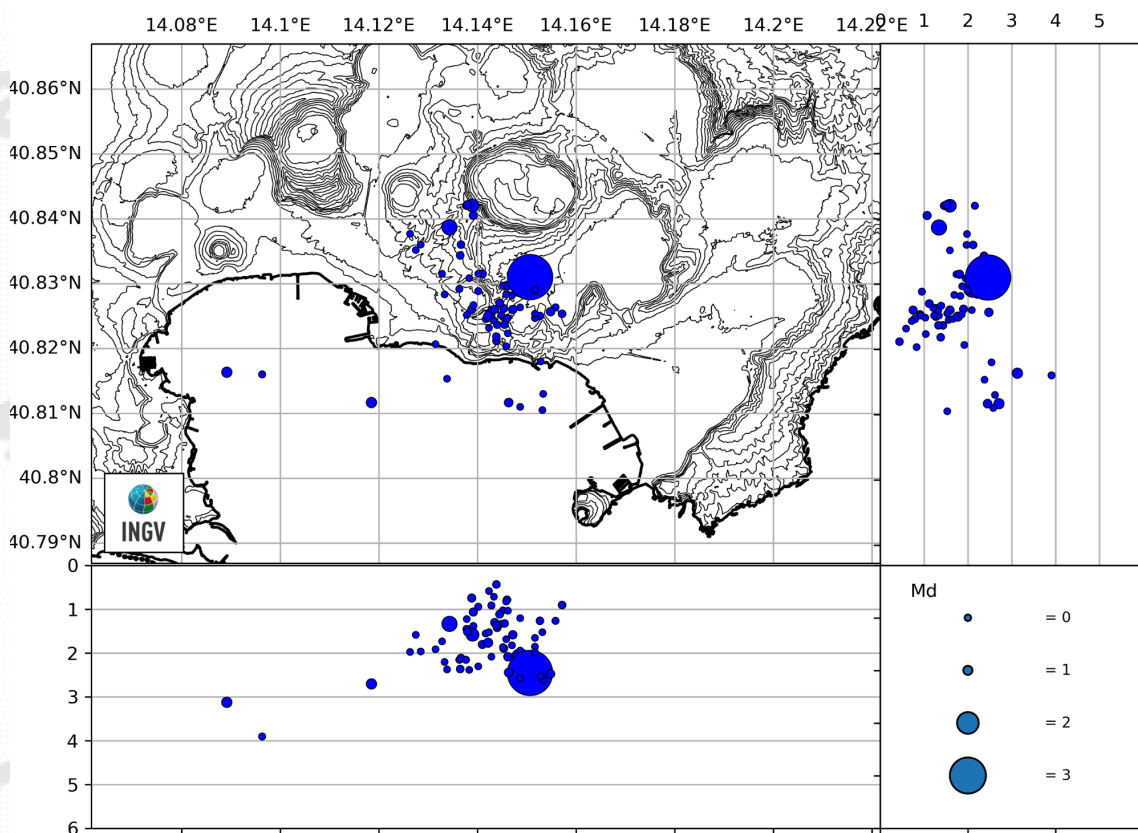 14.08°E 14.1°E 14.12°E 14.14°E 14.16°E 14.18°E 14.2°E 14.22°E 0 1 2 3 4 5
40.86°N
40.85°N
40.84°N
40.83°N
40.82°N
40.81°N
40.8°N
40.79°N
INGV
0
1
2
3
4
5
6
Md
= 0
= 1
= 2
= 3